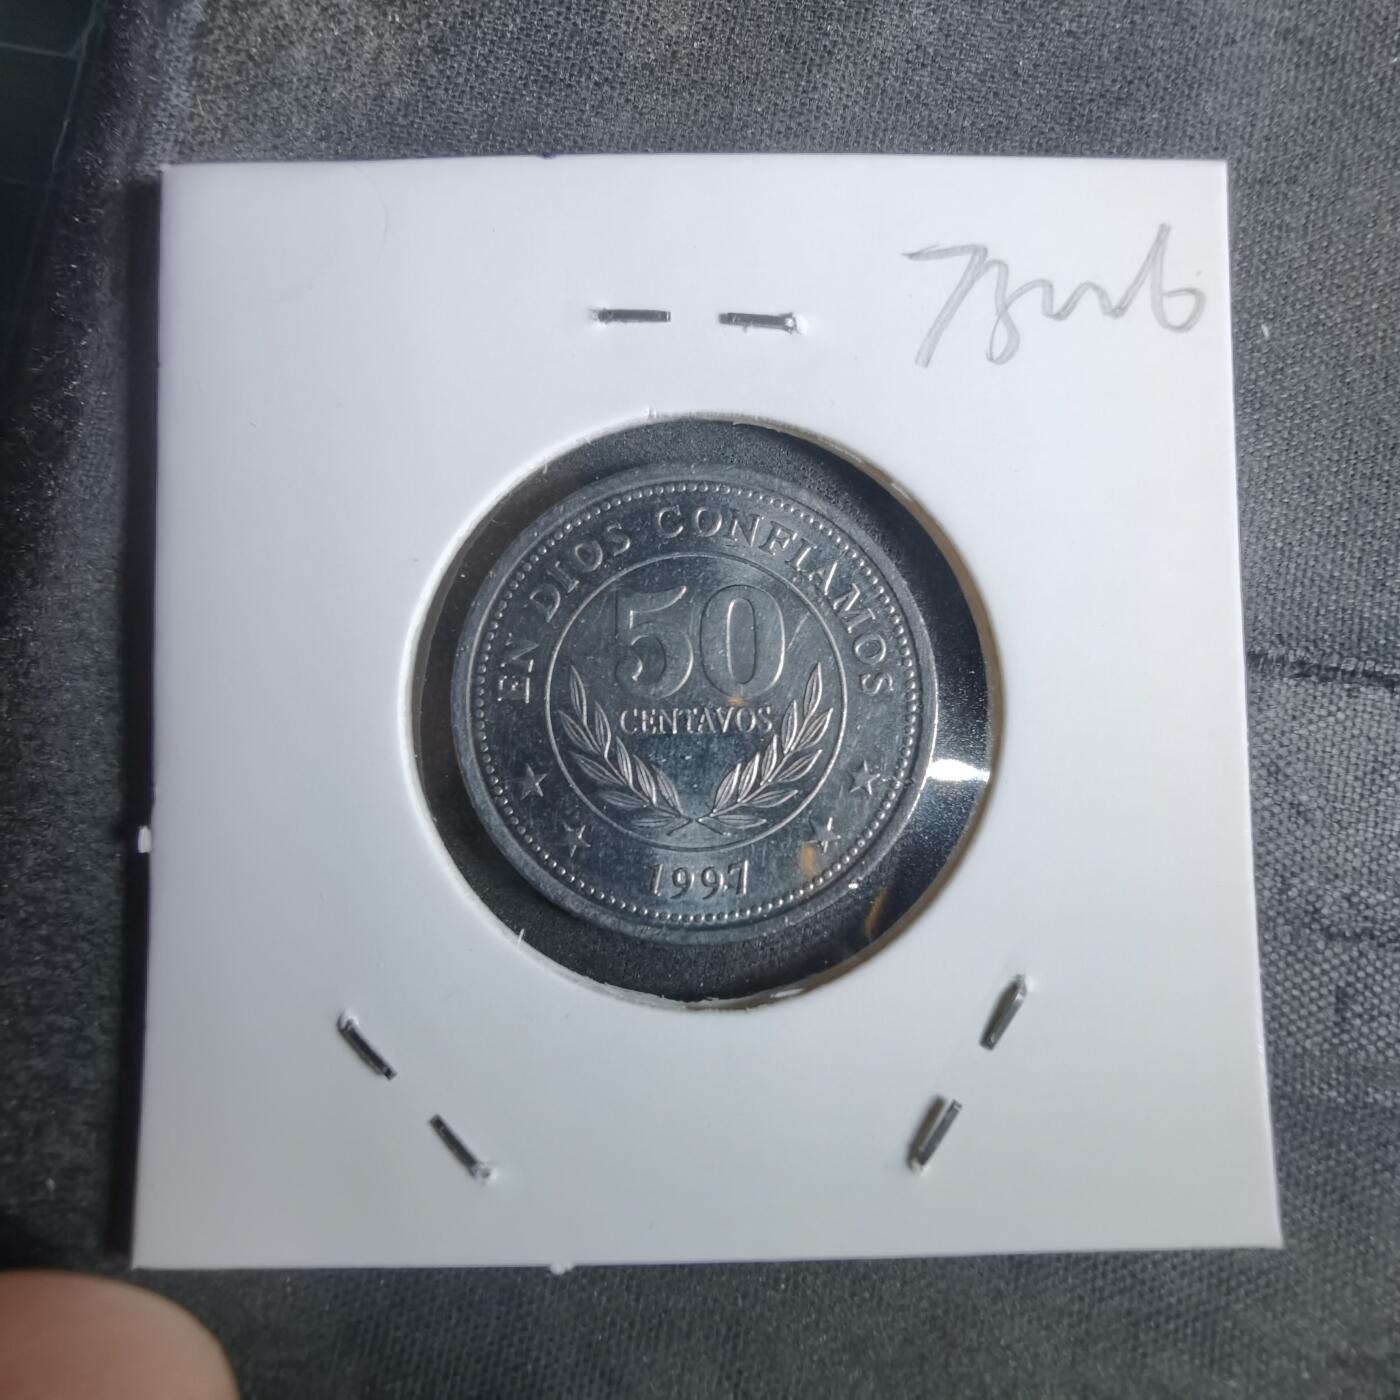 EN DIOS CONFIAMOS
50
CENTAVOS
1997